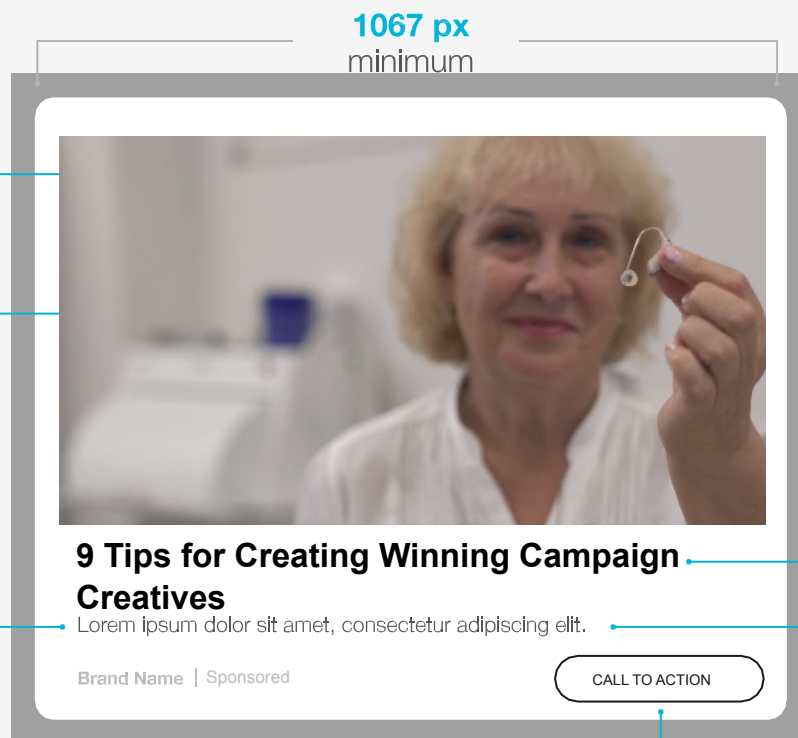 1067 px
minimum
9 Tips for Creating Winning Campaign
Creatives
Lorem ipsum dolor sit amet, consectetur adipiscing elit.
Brand Name | Sponsored
CALL TO ACTION